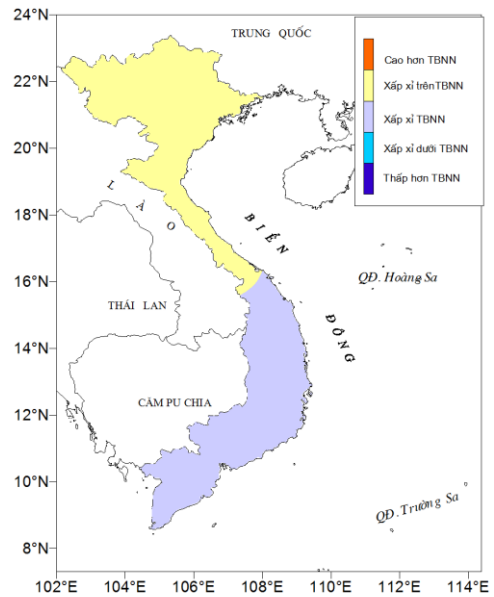 24°N
22°N
20°N
18°N
16°N
14°N
12°N
10°N
8°N
TRUNG QUỐC
Cao hơn TBNN
Xấp xỉ trênTBNN
Xấp xỉ TBNN
Xấp xỉ dưới TBNN
Thấp hơn TBNN
LÀO
BIỂN
ĐÔNG
QĐ. Hoàng Sa
THÁI LAN
CĂM PU CHIA
QĐ. Trường Sa
102°E 104°E 106°E 108°E 110°E 112°E 114°E